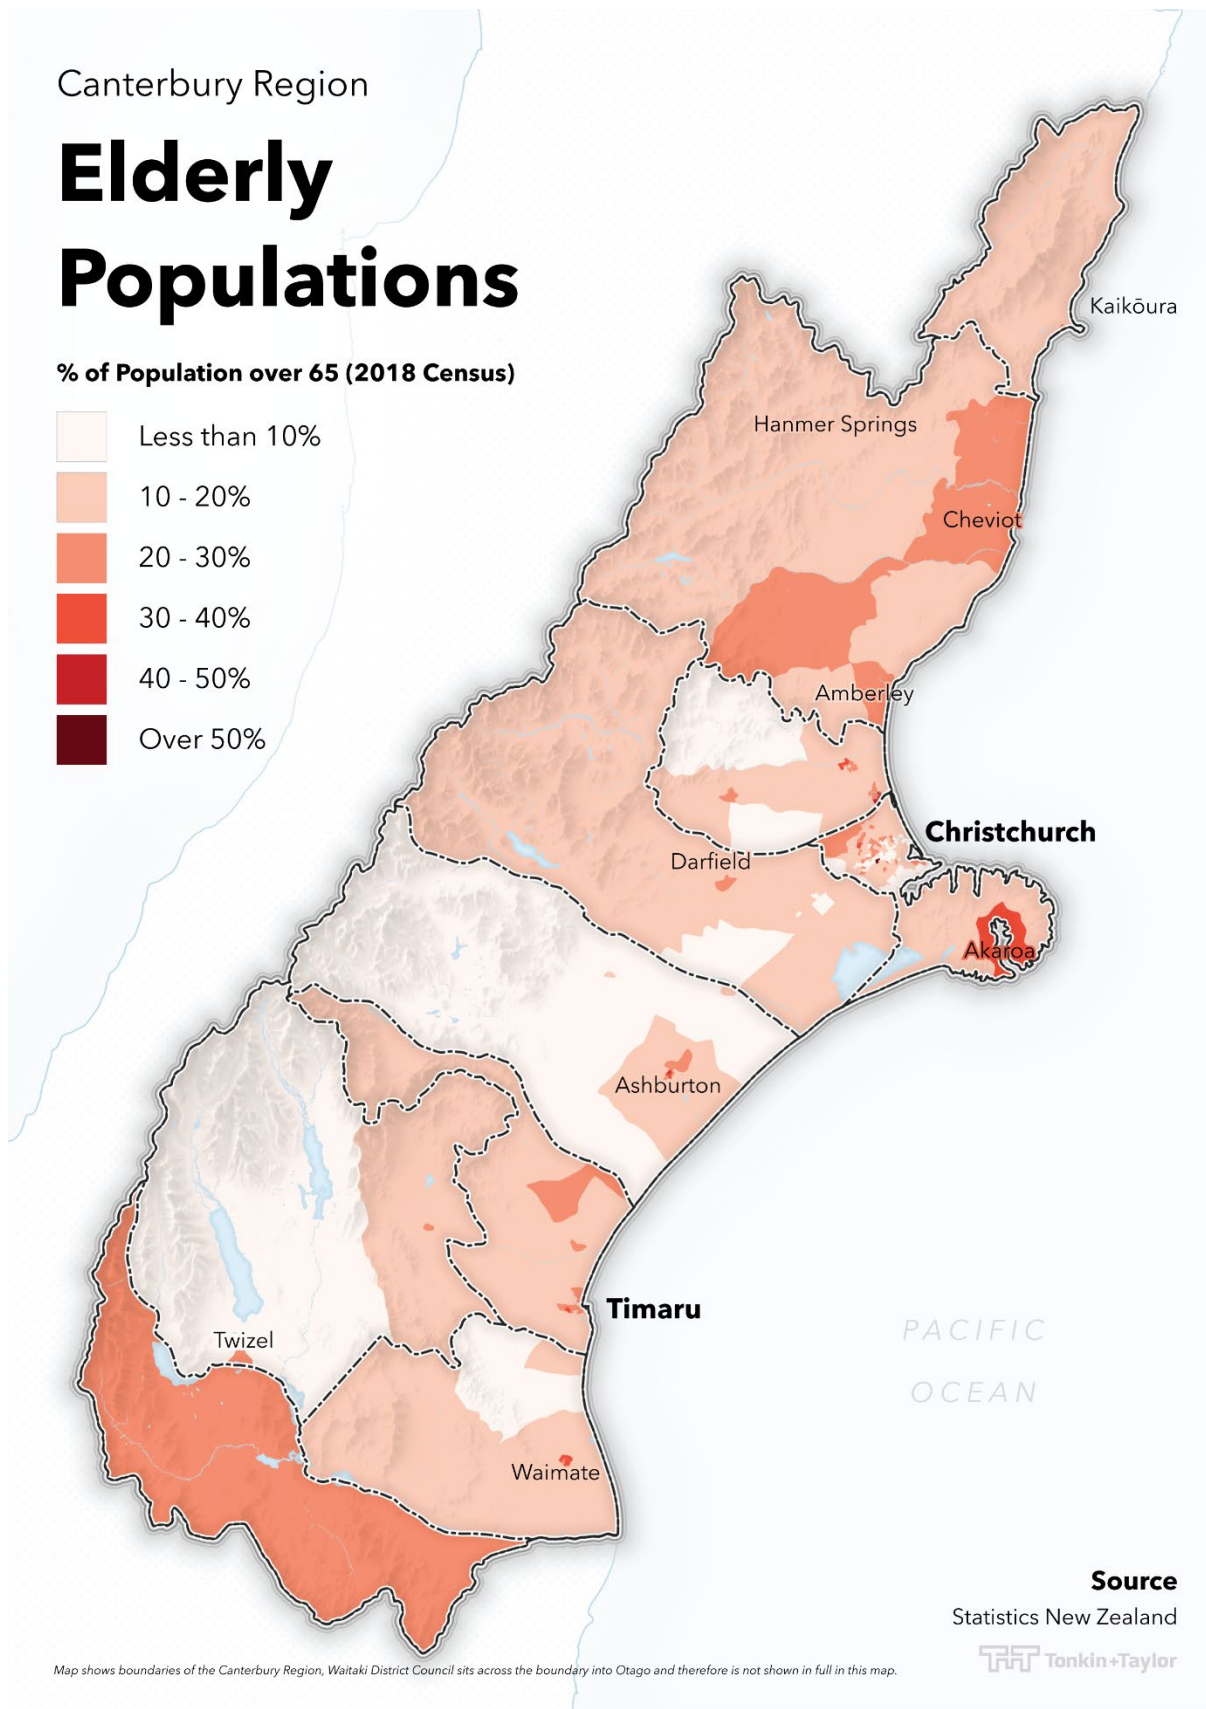 Canterbury Region
Elderly
Populations
% of Population over 65 (2018 Census)
Less than 10%
10 - 20%
20 - 30%
30 - 40%
40 - 50%
Over 50%
Kaikōura
Hanmer Springs
Cheviot
Amberley
Christchurch
Darfield
Akaroa
Ashburton
Timaru
PACIFIC
OCEAN
Twizel
Waimate
Source
Statistics New Zealand
Tonkin+Taylor
Map shows boundaries of the Canterbury Region, Waitaki District Council sits across the boundary into Otago and therefore is not shown in full in this map.